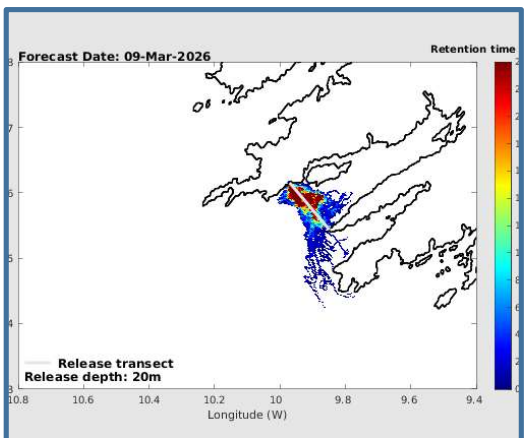 Retention time
Forecast Date: 09-Mar-2026
Release transect
Release depth: 20m
10.8 10.6 10.4 10.2 10 9.8 9.6 9.4
Longitude (W)